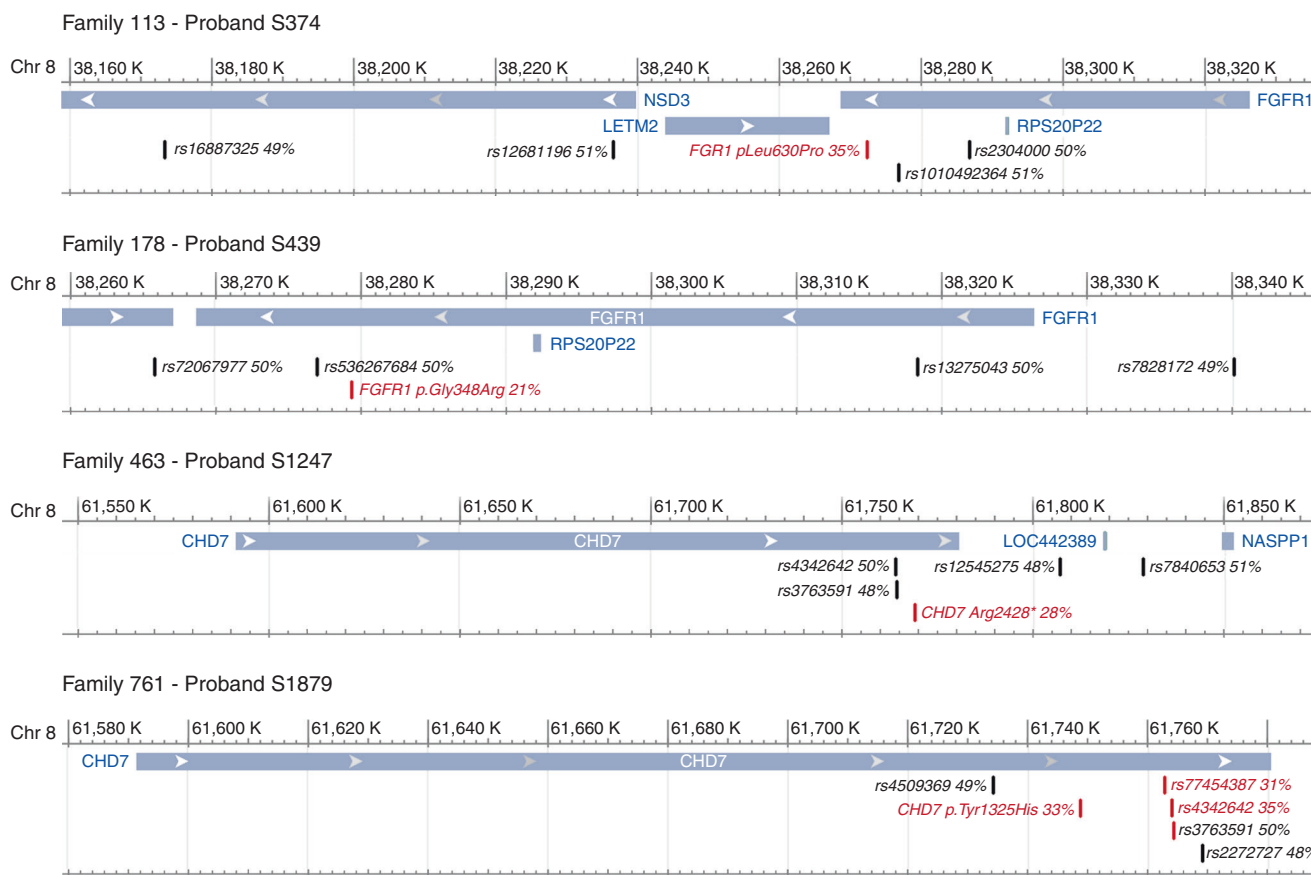 Family 113 - Proband S374
Chr 8 38,160 K 38,180 K 38,200 K 38,220 K 38,240 K 38,260 K 38,280 K 38,300 K 38,320 K
NSD3 FGFR1
LETM2 RPS20P22
rs16887325 49% rs12681196 51% FGR1 pLeu630Pro 35% rs2304000 50%
rs1010492364 51%
Family 178 - Proband S439
Chr 8 38,260 K 38,270 K 38,280 K 38,290 K 38,300 K 38,310 K 38,320 K 38,330 K 38,340 K
FGFR1 FGFR1
RPS20P22
rs72067977 50% rs536267684 50% rs13275043 50% rs7828172 49%
FGFR1 p.Gly348Arg 21%
Family 463 - Proband S1247
Chr 8 61,550 K 61,600 K 61,650 K 61,700 K 61,750 K 61,800 K 61,850 K
CHD7 CHD7 LOC442389 NASPP1
rs4342642 50% rs12545275 48% rs7840653 51%
rs3763591 48%
CHD7 Arg2428* 28%
Family 761 - Proband S1879
Chr 8 61,580 K 61,600 K 61,620 K 61,640 K 61,660 K 61,680 K 61,700 K 61,720 K 61,740 K 61,760 K
CHD7 CHD7
rs4509369 49% rs77454387 31%
CHD7 p.Tyr1325His 33% rs4342642 35%
rs3763591 50%
rs2272727 48%